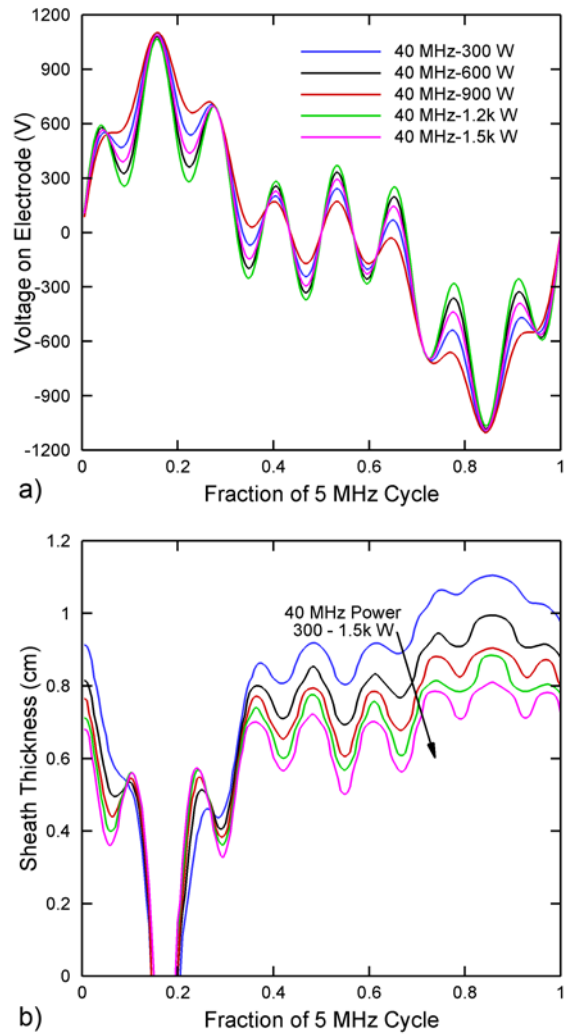 1200
900
600
300
0
-300
-600
-900
-1200
Voltage on Electrode (V)
40 MHz-300 W
40 MHz-600 W
40 MHz-900 W
40 MHz-1.2k W
40 MHz-1.5k W
0 0.2 0.4 0.6 0.8 1
a) Fraction of 5 MHz Cycle
1.2
1
0.8
0.6
0.4
0.2
0
Sheath Thickness (cm)
40 MHz Power
300 - 1.5k W
0 0.2 0.4 0.6 0.8 1
b) Fraction of 5 MHz Cycle